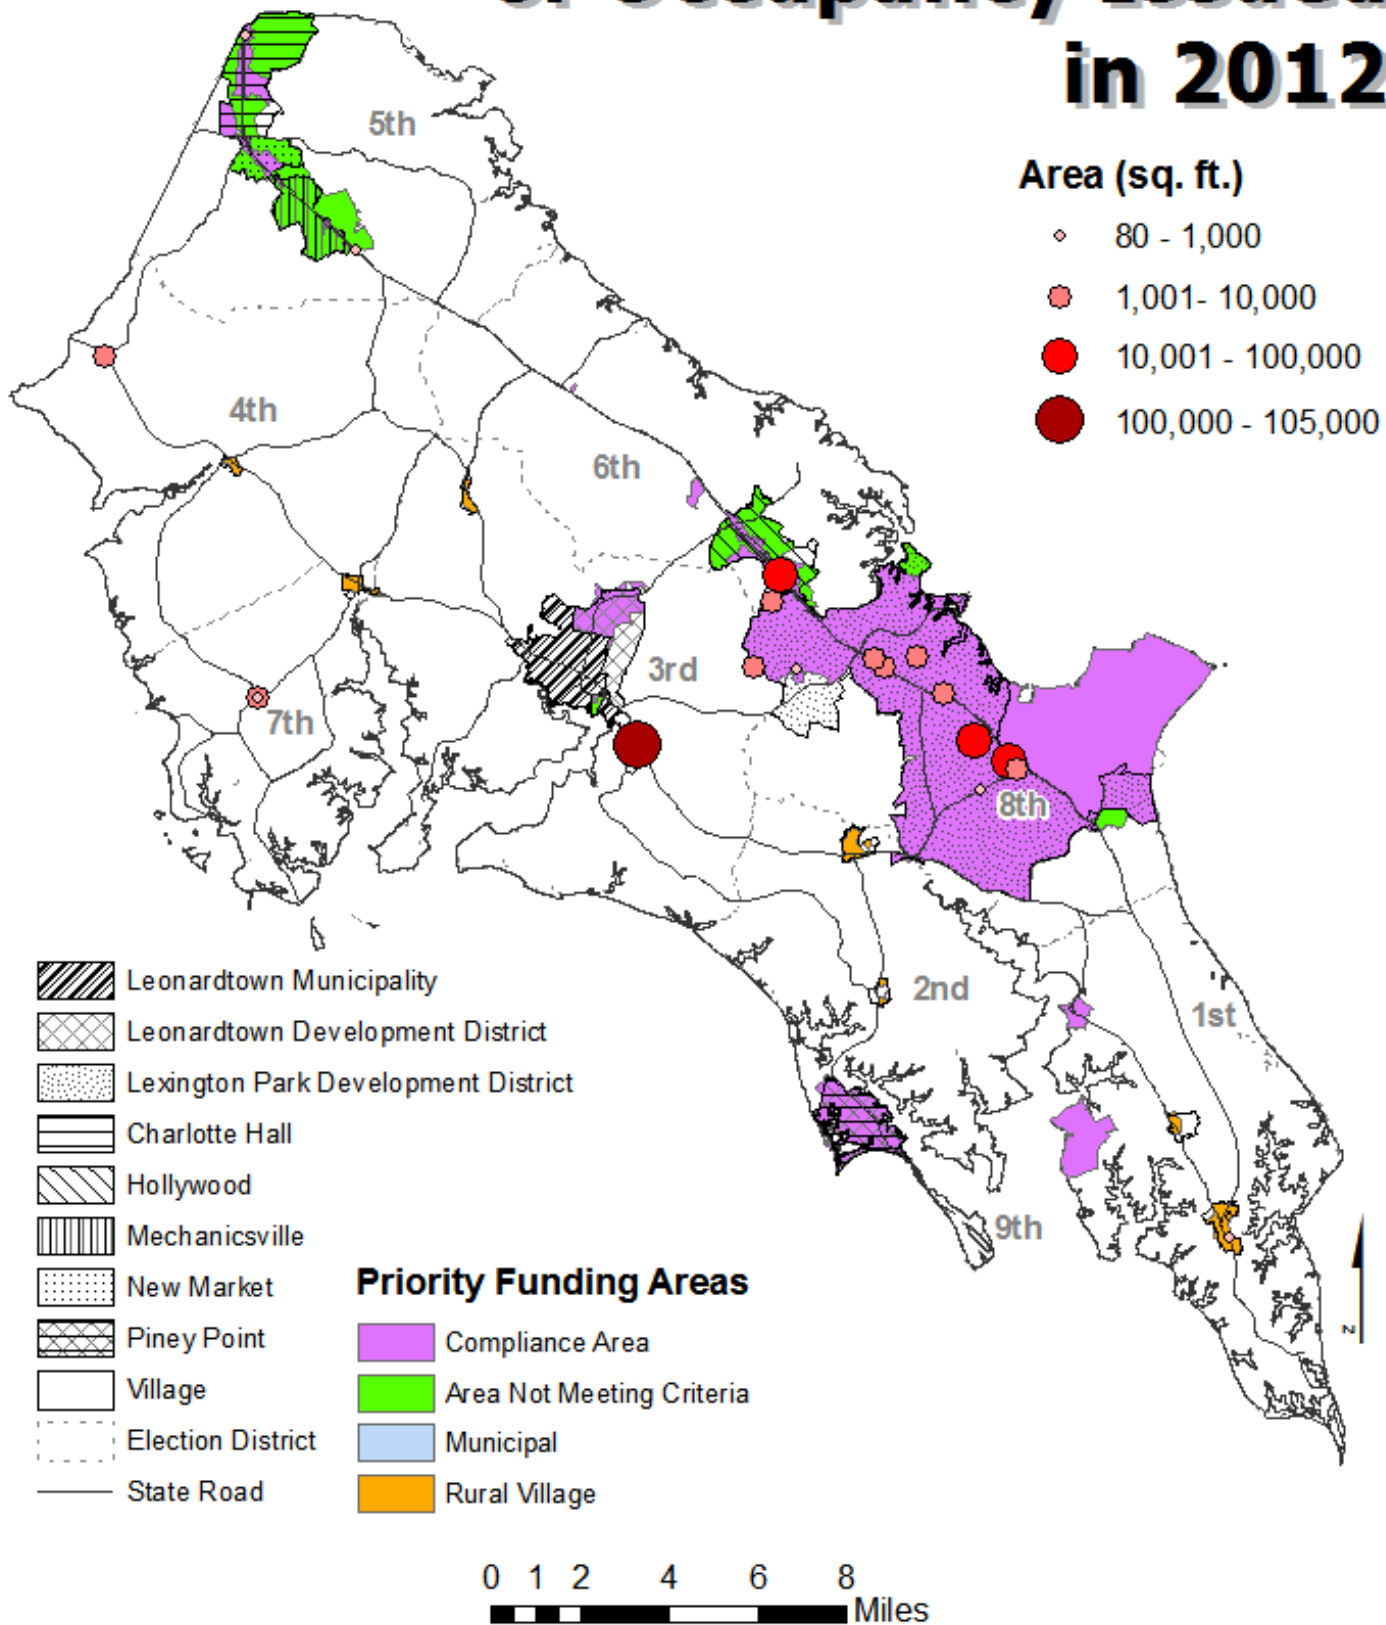 of Occupancy Issued
in 2012
Area (sq. ft.)
80 - 1,000
1,001- 10,000
10,001 - 100,000
100,000 - 105,000
5th
4th
6th
3rd
7th
8th
2nd
1st
9th
Leonardtown Municipality
Leonardtown Development District
Lexington Park Development District
Charlotte Hall
Hollywood
Mechanicsville
New Market
Piney Point
Village
Election District
State Road
Priority Funding Areas
Compliance Area
Area Not Meeting Criteria
Municipal
Rural Village
N
0 1 2 4 6 8
Miles